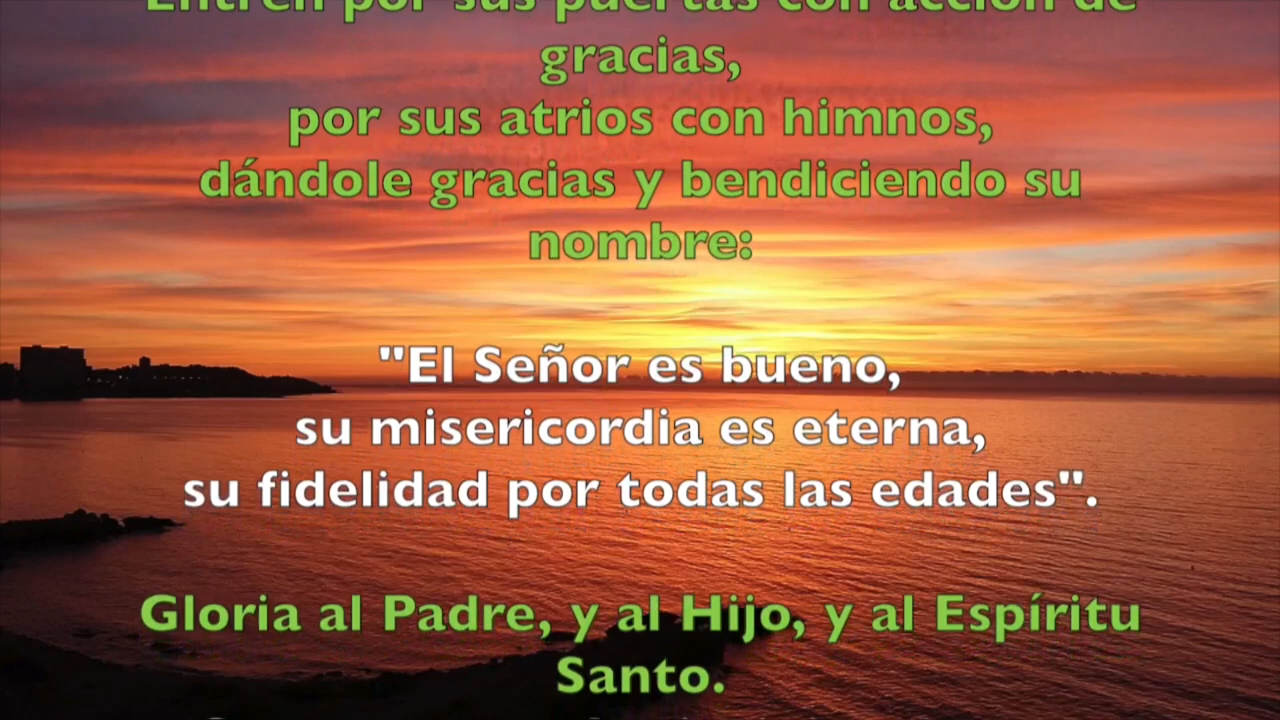 Entren por sus puertas con acción de
gracias,
por sus atrios con himnos,
dándole gracias y bendiciendo su
nombre:
"El Señor es bueno,
su misericordia es eterna,
su fidelidad por todas las edades".
Gloria al Padre, y al Hijo, y al Espíritu
Santo.